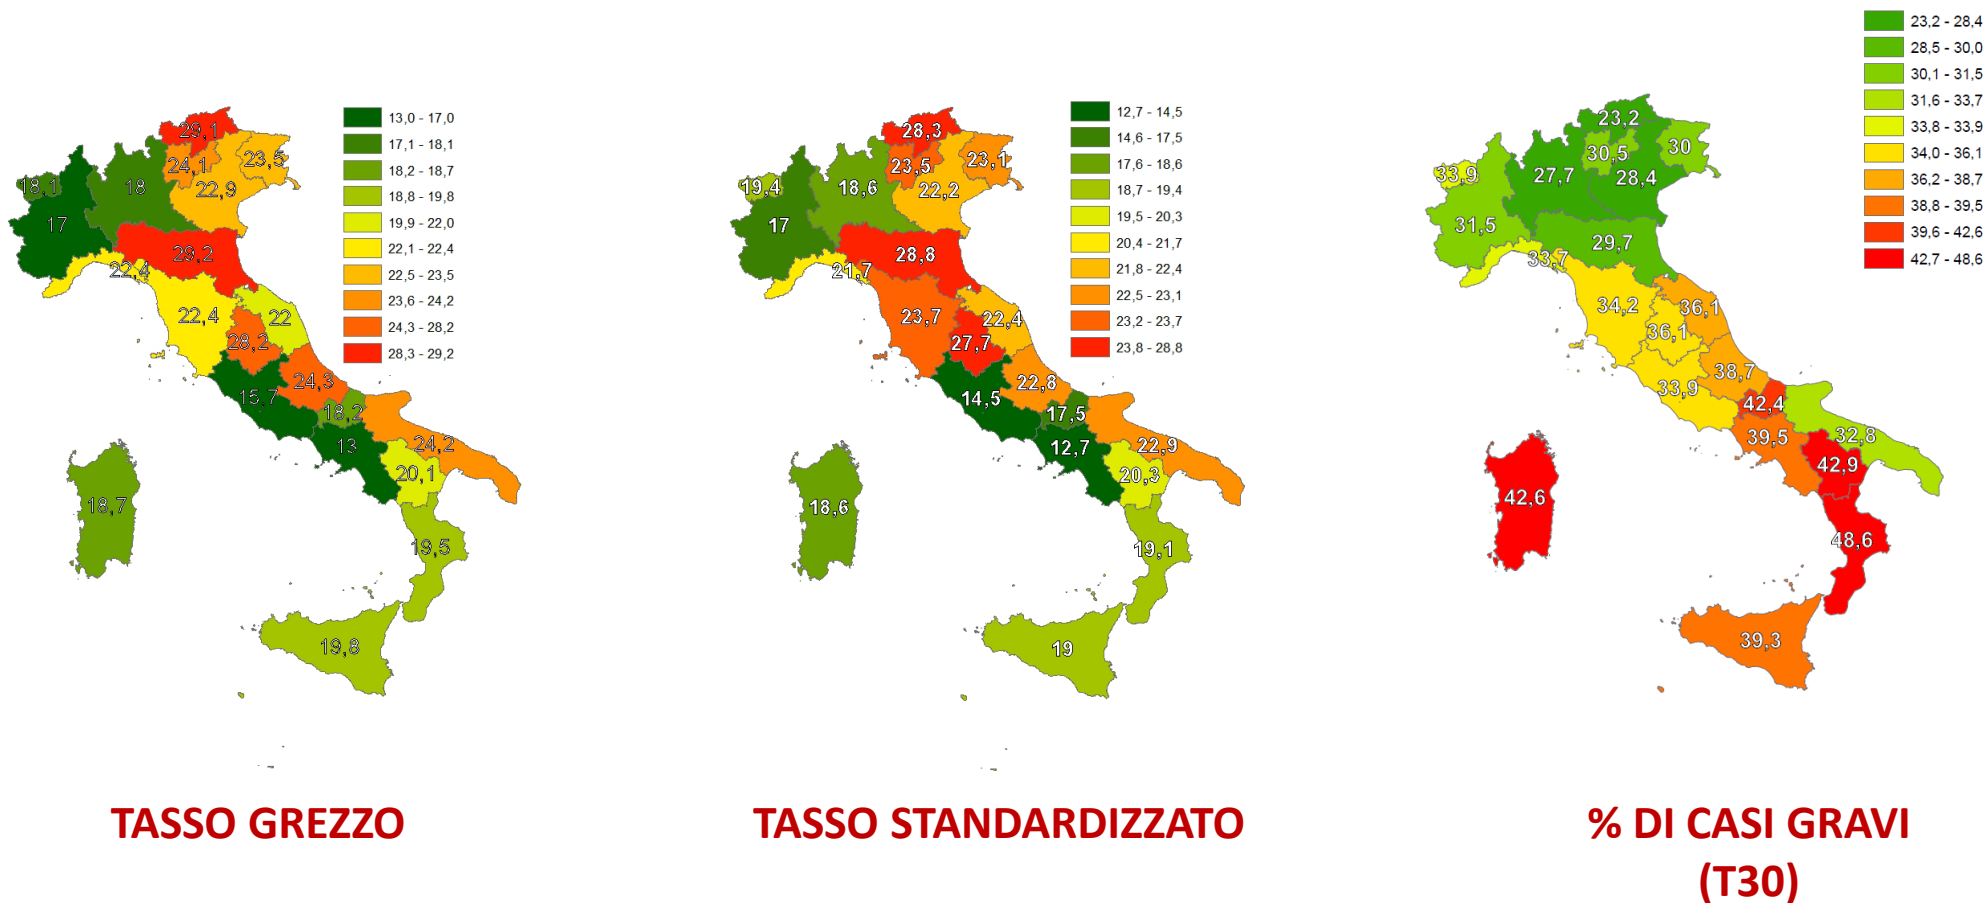 29,1
24,1
23,5
18,1
18
22,9
17
29,2
22,4
22,4
22
28,2
24,3
15,7
18,2
13
24,2
20,1
18,7
19,5
19,8
13,0 - 17,0
17,1 - 18,1
18,2 - 18,7
18,8 - 19,8
19,9 - 22,0
22,1 - 22,4
22,5 - 23,5
23,6 - 24,2
24,3 - 28,2
28,3 - 29,2
TASSO GREZZO
28,3
23,5
23,1
19,4
18,6
22,2
17
28,8
21,7
23,7
22,4
27,7
22,8
14,5
17,5
12,7
22,9
20,3
18,6
19,1
19
12,7 - 14,5
14,6 - 17,5
17,6 - 18,6
18,7 - 19,4
19,5 - 20,3
20,4 - 21,7
21,8 - 22,4
22,5 - 23,1
23,2 - 23,7
23,8 - 28,8
TASSO STANDARDIZZATO
23,2
30,5
30
33,9
27,7
28,4
31,5
29,7
33,7
34,2
36,1
36,1
38,7
33,9
42,4
39,5
32,8
42,9
42,6
48,6
39,3
23,2 - 28,4
28,5 - 30,0
30,1 - 31,5
31,6 - 33,7
33,8 - 33,9
34,0 - 36,1
36,2 - 38,7
38,8 - 39,5
39,6 - 42,6
42,7 - 48,6
% DI CASI GRAVI
(T30)